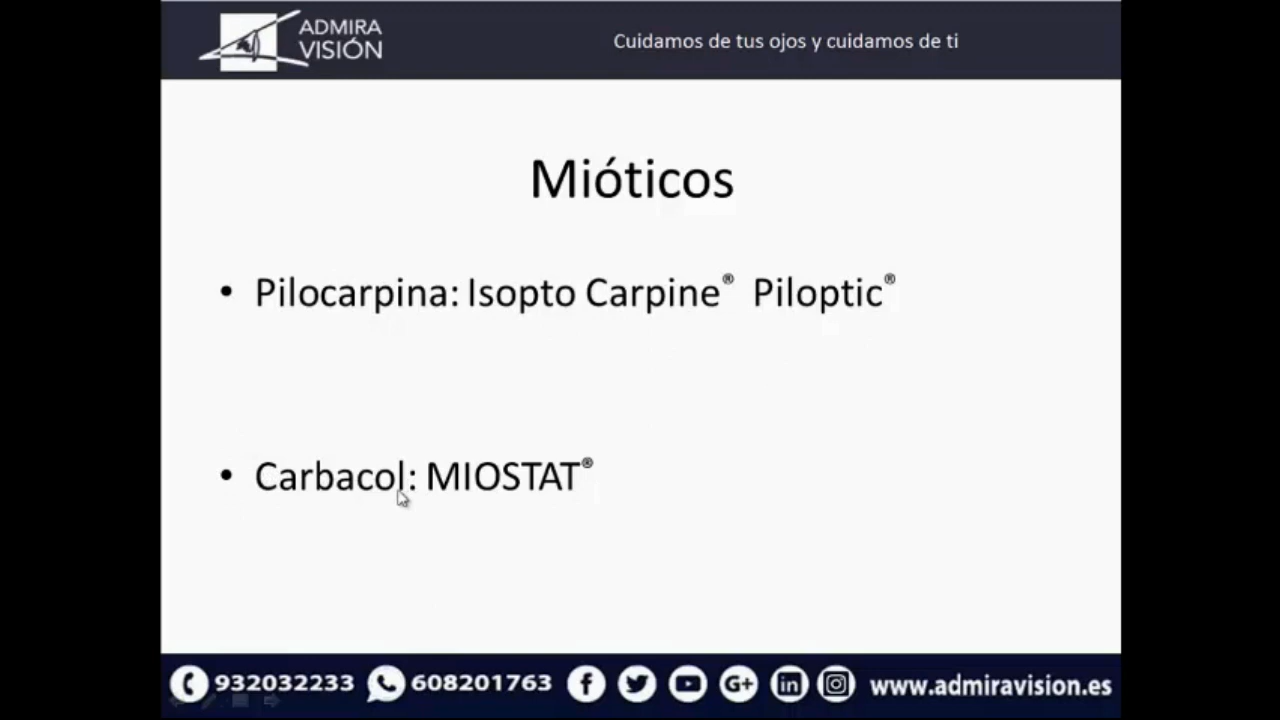 ADMIRA
VISIÓN
Cuidamos de tus ojos y cuidamos de ti
Mióticos
• Pilocarpina: Isopto Carpine® Piloptic®
• Carbacol: MIOSTAT®
932032233 608201763 f G+ in www.admiravision.es